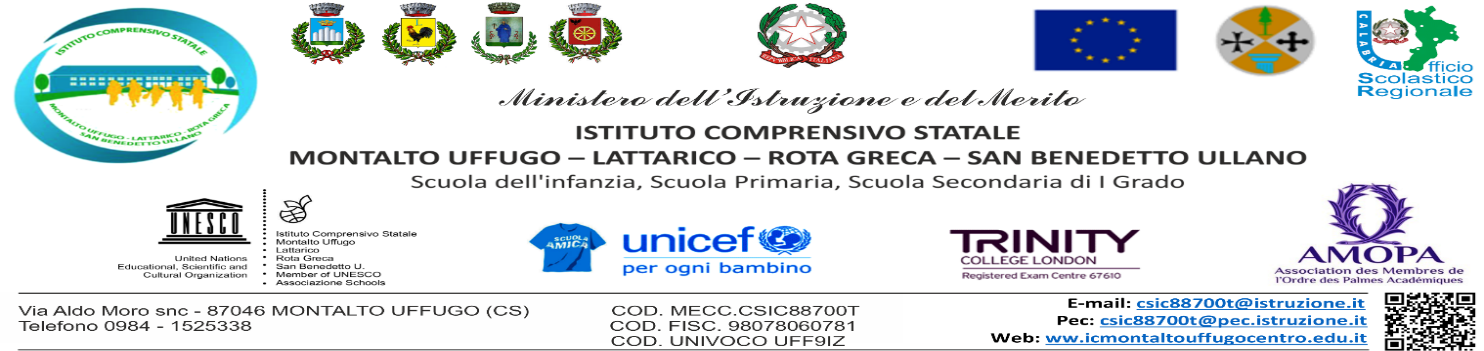 ISTITUTO COMPRENSIVO STATALE
MONTALTO UFFUGO - LATTARICO - ROTA GRECA
SAN BENEDETTO ULLANO
REPVBBLICA ITALIANA
CALABRIA
fficio
Scolastico
Regionale
Ministero dell'Istruzione e del Merito
ISTITUTO COMPRENSIVO STATALE
MONTALTO UFFUGO – LATTARICO – ROTA GRECA – SAN BENEDETTO ULLANO
Scuola dell'infanzia, Scuola Primaria, Scuola Secondaria di I Grado
UNESCO
United Nations
Educational, Scientific and
Cultural Organization
Istituto Comprensivo Statale
Montalto Uffugo
Lattarico
Rota Greca
San Benedetto U.
Member of UNESCO
Associazione Schools
SCUOLA
AMICA
unicef
per ogni bambino
TRINITY
COLLEGE LONDON
Registered Exam Centre 67610
AMOPA
Association des Membres de
l'Ordre des Palmes Académiques
Via Aldo Moro snc - 87046 MONTALTO UFFUGO (CS)
Telefono 0984 - 1525338
COD. MECC.CSIC88700T
COD. FISC. 98078060781
COD. UNIVOCO UFF9IZ
E-mail: csic88700t@istruzione.it
Pec: csic88700t@pec.istruzione.it
Web: ww.icmontaltouffugocentro.edu.it